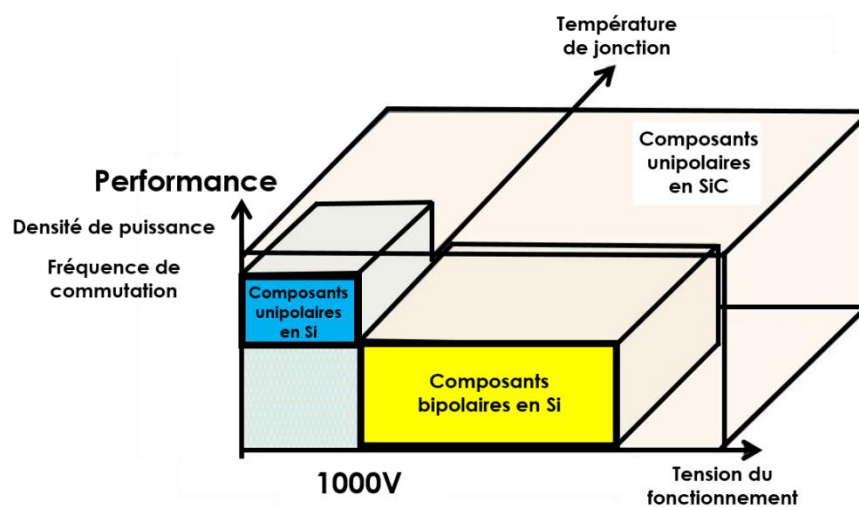 Température
de jonction
Composants
unipolaires
en SiC
Performance
Densité de puissance
Fréquence de
commutation
Composants
unipolaires
en Si
Composants
bipolaires en Si
1000V
Tension du
fonctionnement